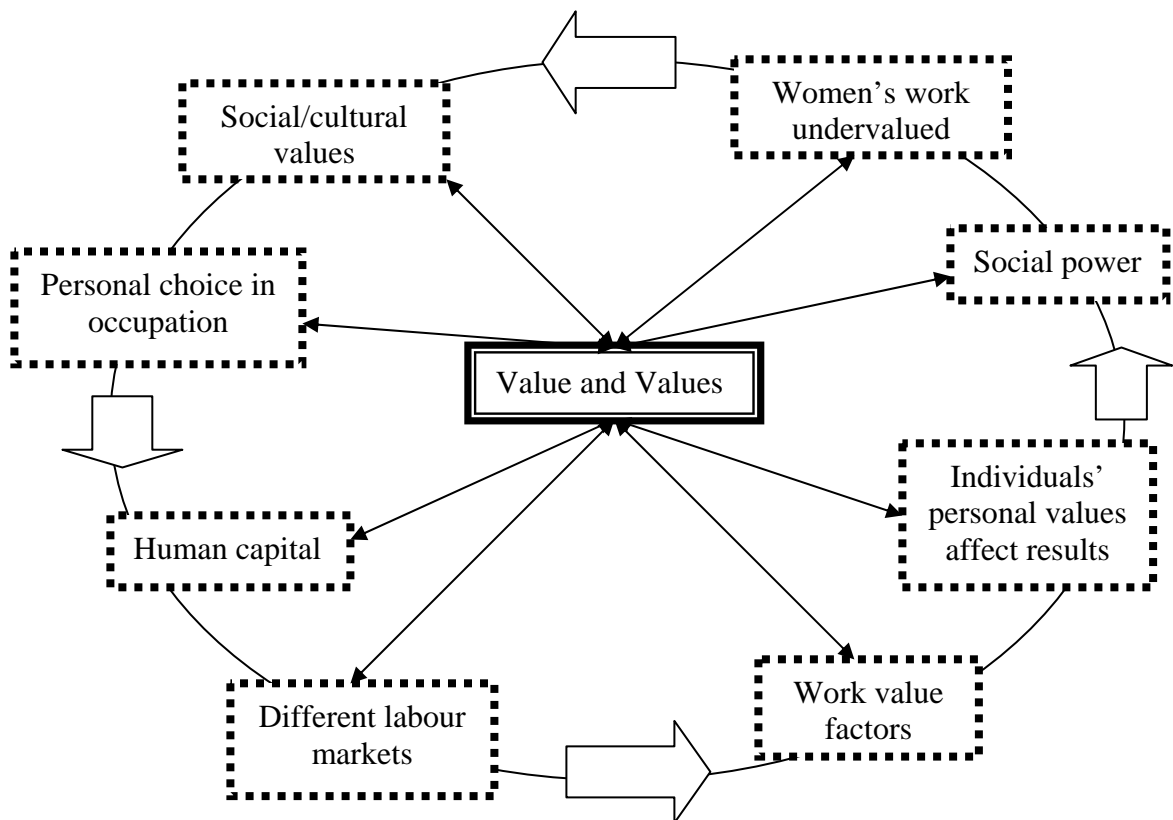 Women’s work
undervalued
Social/cultural
values
Social power
Personal choice in
occupation
Value and Values
Individuals’
personal values
affect results
Human capital
Work value
factors
Different labour
markets